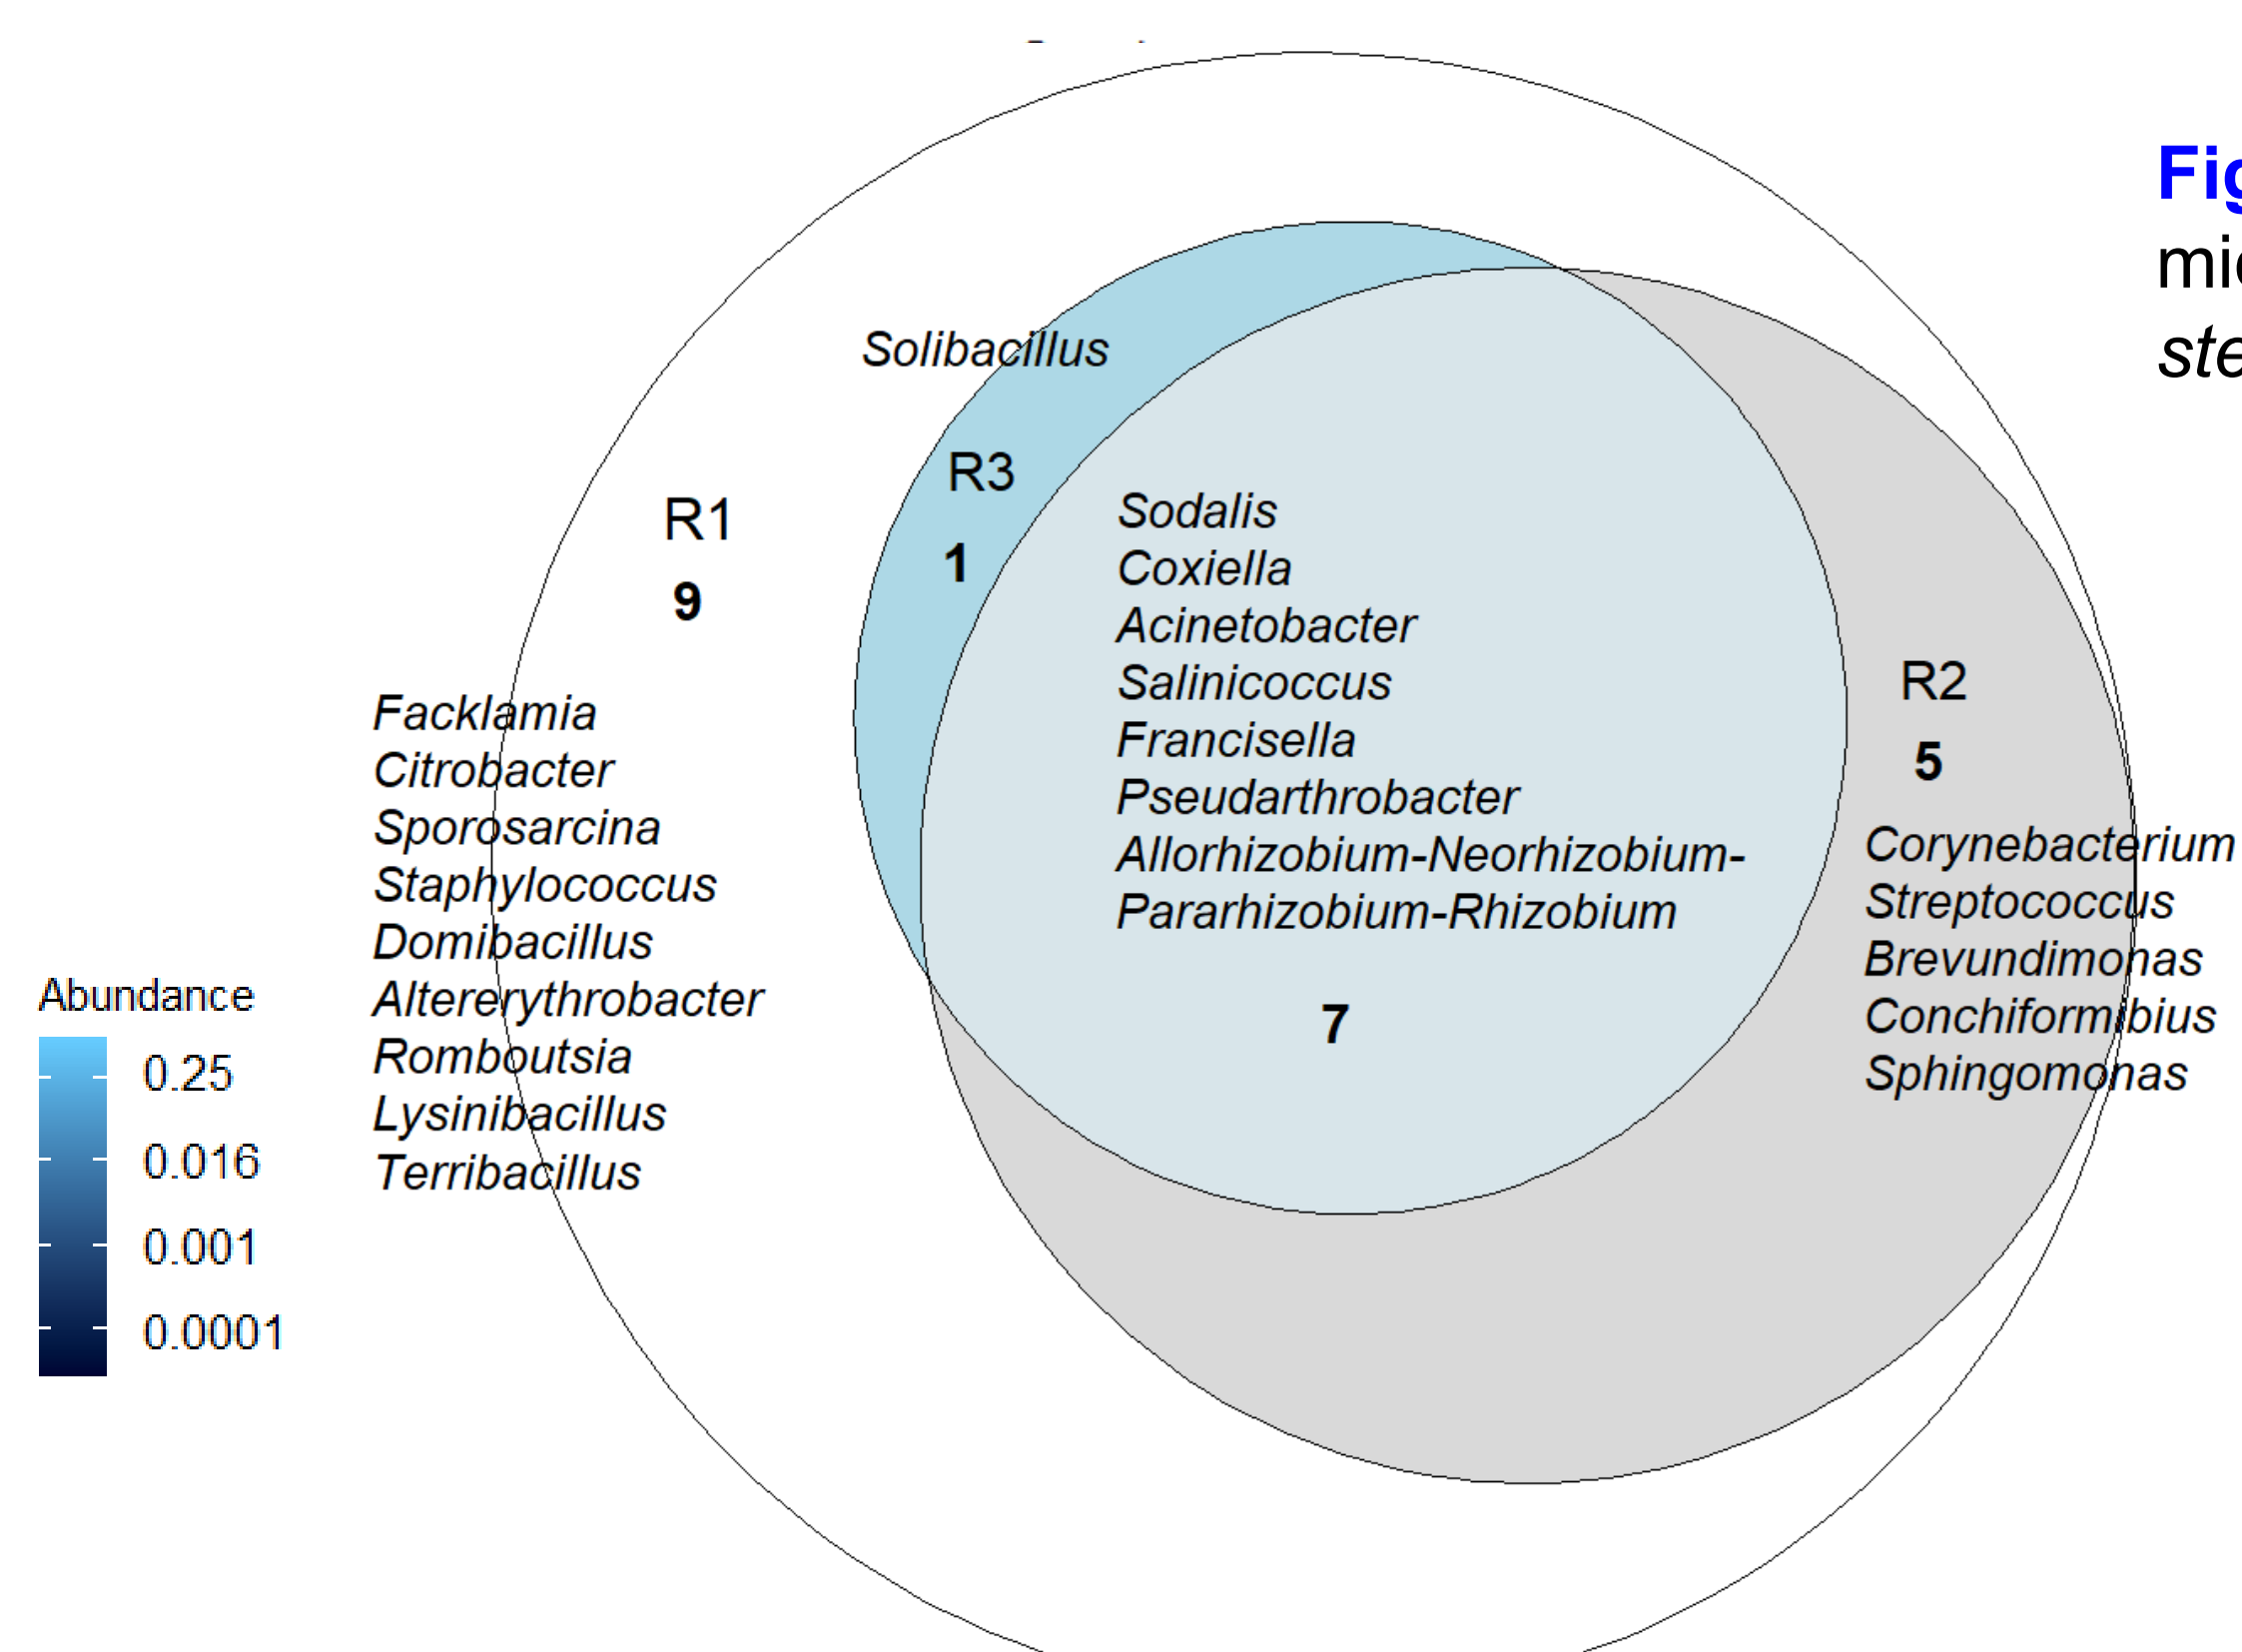 Solibacillus
R3
1
R1
9
Facklamia
Citrobacter
Sporosarcina
Staphylococcus
Domibacillus
Altererythrobacter
Romboutsia
Lysinibacillus
Terribacillus
Sodalis
Coxiella
Acinetobacter
Salinicoccus
Francisella
Pseudarthrobacter
Allorhizobium-Neorhizobium-
Pararhizobium-Rhizobium
7
R2
5
Corynebacterium
Streptococcus
Brevundimonas
Conchiformibius
Sphingomonas
Abundance
0.25
0.016
0.001
0.0001